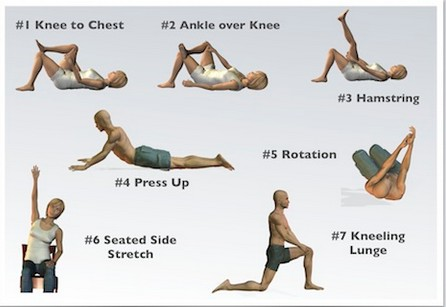 #1 Knee to Chest
#2 Ankle over Knee
#3 Hamstring
#4 Press Up
#5 Rotation
#6 Seated Side
Stretch
#7 Kneeling
Lunge